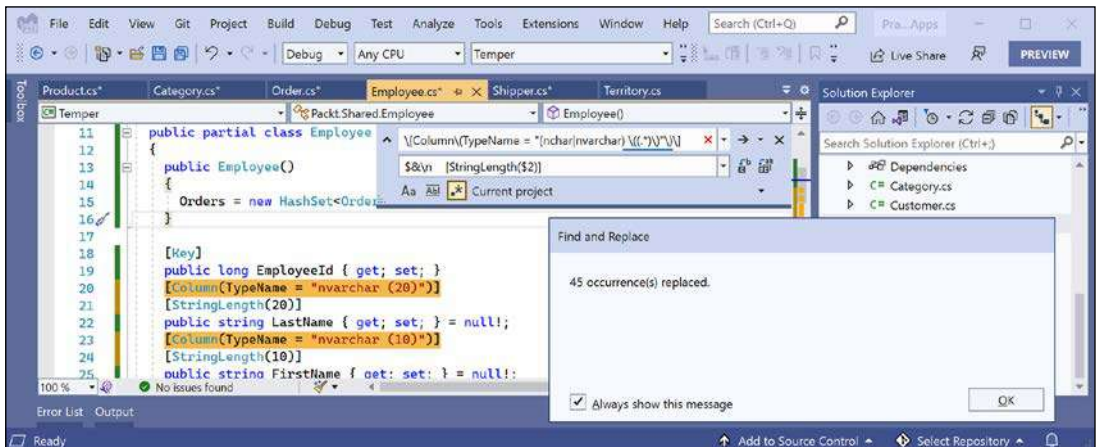 File Edit View Git Project Build Debug Test Analyze Tools Extensions Window Help Search (Ctrl+Q) Pra...Apps
Debug Any CPU Temper Live Share PREVIEW
Toolbox
Product.cs* Category.cs* Order.cs* Employee.cs* Shipper.cs* Territory.cs
Temper Packt.Shared.Employee Employee()
11 public partial class Employee
12 {
13 public Employee()
14 {
15 Orders = new HashSet<Order
16 }
17
18 [Key]
19 public long EmployeeId { get; set; }
20 [Column(TypeName = "nvarchar (20)")]
21 [StringLength(20)]
22 public string LastName { get; set; } = null!;
23 [Column(TypeName = "nvarchar (10)")]
24 [StringLength(10)]
25 public string FirstName { get; set; } = null!;
\[Column\(TypeName = "(nchar|nvarchar) \((.*)\)"\)\]
$&\n [StringLength($2)]
Aa Ab .* Current project
100 % No issues found
Error List Output
Ready
Solution Explorer
Search Solution Explorer (Ctrl+;)
Dependencies
C# Category.cs
C# Customer.cs
Find and Replace
45 occurrence(s) replaced.
Always show this message
OK
Add to Source Control Select Repository